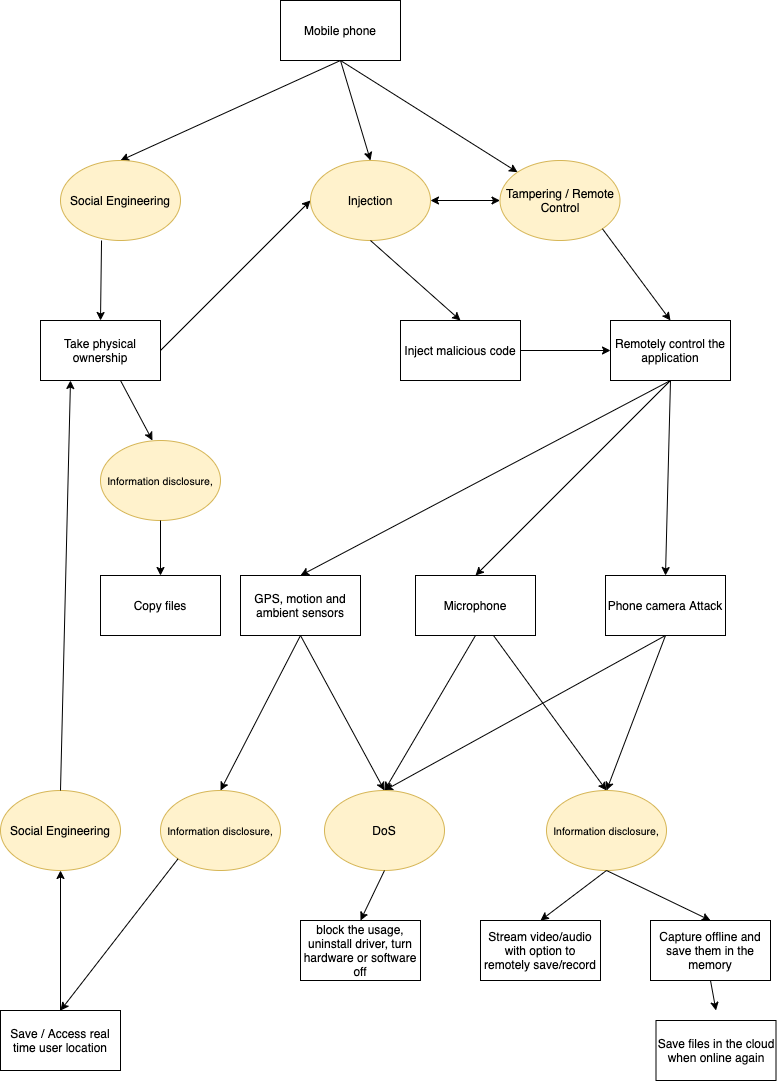 Mobile phone
Social Engineering
Injection
Tampering / Remote
Control
Take physical
ownership
Inject malicious code
Remotely control the
application
Information disclosure,
Copy files
GPS, motion and
ambient sensors
Microphone
Phone camera Attack
Social Engineering
Information disclosure,
DoS
Information disclosure,
block the usage,
uninstall driver, turn
hardware or software
off
Stream video/audio
with option to
remotely save/record
Capture offline and
save them in the
memory
Save / Access real
time user location
Save files in the cloud
when online again